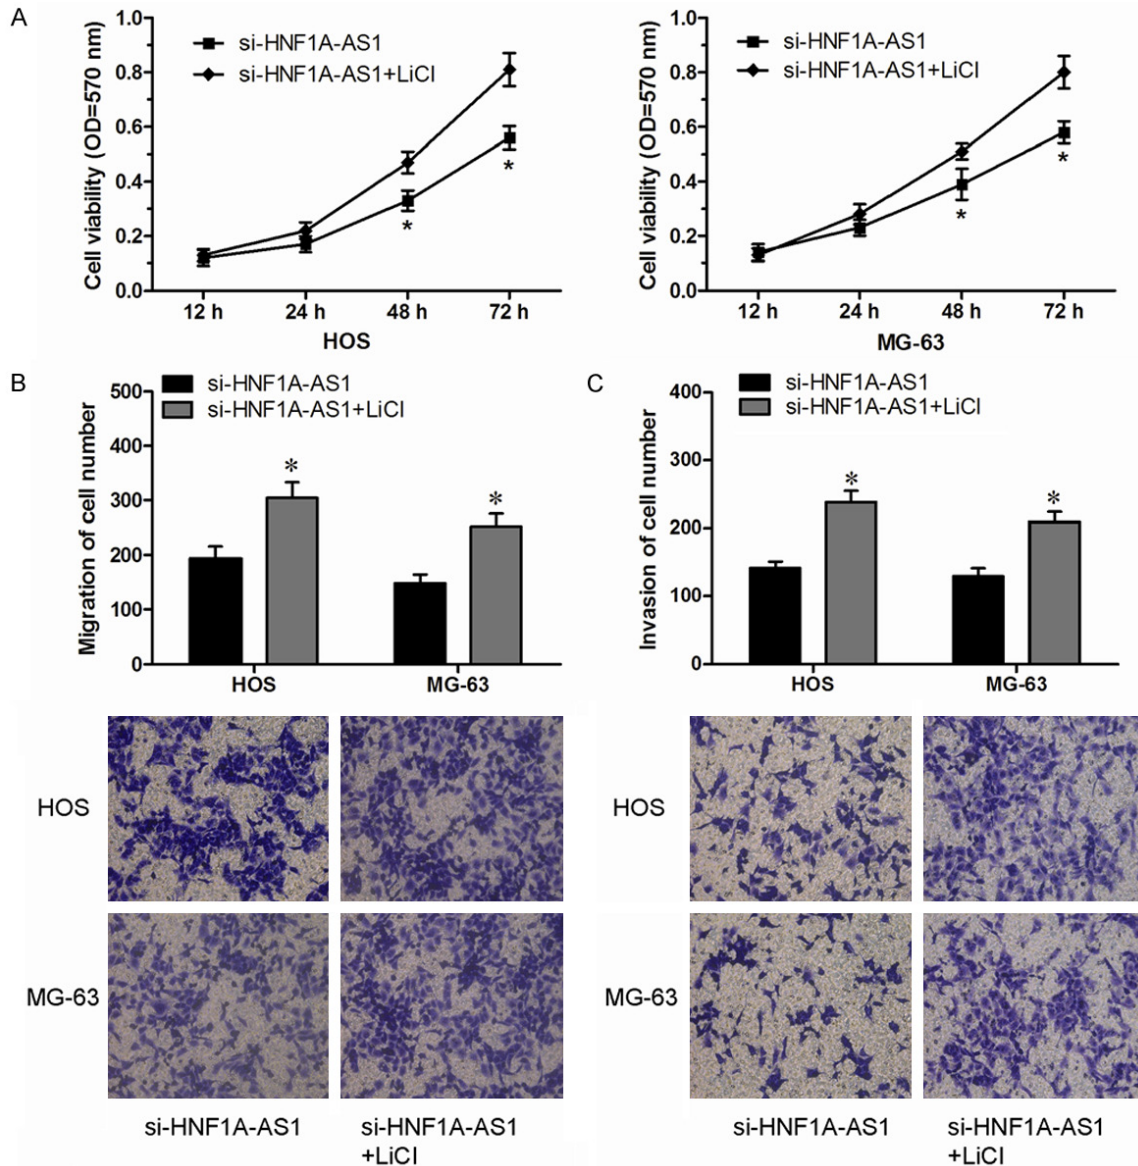 A
Cell viability (OD=570 nm)
1.0
0.8
0.6
0.4
0.2
0.0
si-HNF1A-AS1
si-HNF1A-AS1+LiCl
*
*
12 h 24 h 48 h 72 h
HOS
Cell viability (OD=570 nm)
1.0
0.8
0.6
0.4
0.2
0.0
si-HNF1A-AS1
si-HNF1A-AS1+LiCl
*
*
12 h 24 h 48 h 72 h
MG-63
B
si-HNF1A-AS1
si-HNF1A-AS1+LiCl
Migration of cell number
500
400
300
200
100
0
*
*
HOS MG-63
C
si-HNF1A-AS1
si-HNF1A-AS1+LiCl
Invasion of cell number
400
300
200
100
0
*
*
HOS MG-63
HOS
MG-63
si-HNF1A-AS1
si-HNF1A-AS1
+LiCl
HOS
MG-63
si-HNF1A-AS1
si-HNF1A-AS1
+LiCl